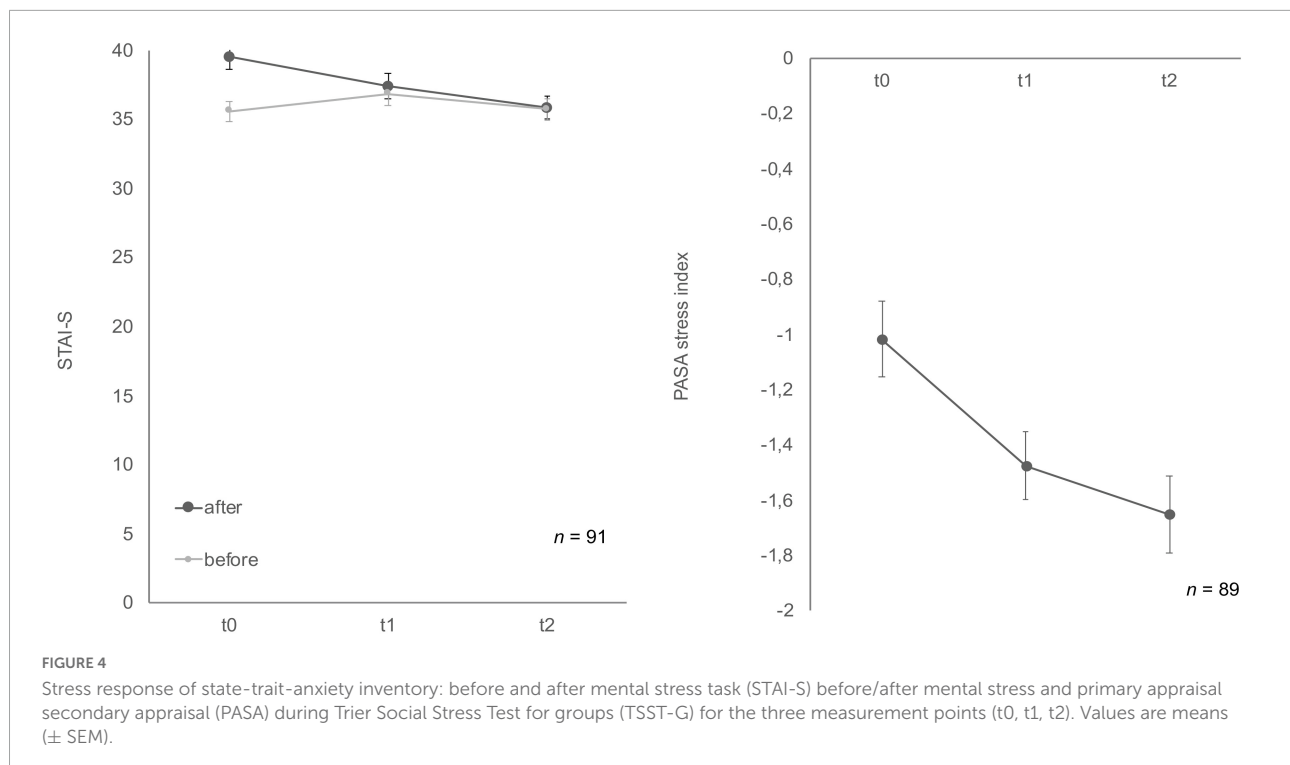 40
35
30
25
20
15
10
5
0
STAI-S
after
before
n = 91
t0 t1 t2
0
-0,2
-0,4
-0,6
-0,8
-1
-1,2
-1,4
-1,6
-1,8
-2
PASA stress index
t0 t1 t2
n = 89
FIGURE 4
Stress response of state-trait-anxiety inventory: before and after mental stress task (STAI-S) before/after mental stress and primary appraisal
secondary appraisal (PASA) during Trier Social Stress Test for groups (TSST-G) for the three measurement points (t0, t1, t2). Values are means
(± SEM).